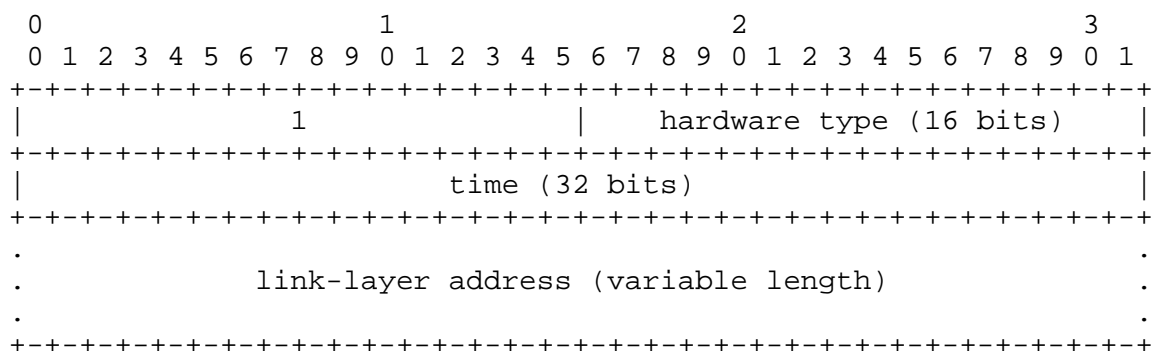 0                   1                   2                   3
 0 1 2 3 4 5 6 7 8 9 0 1 2 3 4 5 6 7 8 9 0 1 2 3 4 5 6 7 8 9 0 1
+-+-+-+-+-+-+-+-+-+-+-+-+-+-+-+-+-+-+-+-+-+-+-+-+-+-+-+-+-+-+-+-+
|               1               |    hardware type (16 bits)    |
+-+-+-+-+-+-+-+-+-+-+-+-+-+-+-+-+-+-+-+-+-+-+-+-+-+-+-+-+-+-+-+-+
|                        time (32 bits)                         |
+-+-+-+-+-+-+-+-+-+-+-+-+-+-+-+-+-+-+-+-+-+-+-+-+-+-+-+-+-+-+-+-+
.                                                               .
.             link-layer address (variable length)              .
.                                                               .
+-+-+-+-+-+-+-+-+-+-+-+-+-+-+-+-+-+-+-+-+-+-+-+-+-+-+-+-+-+-+-+-+